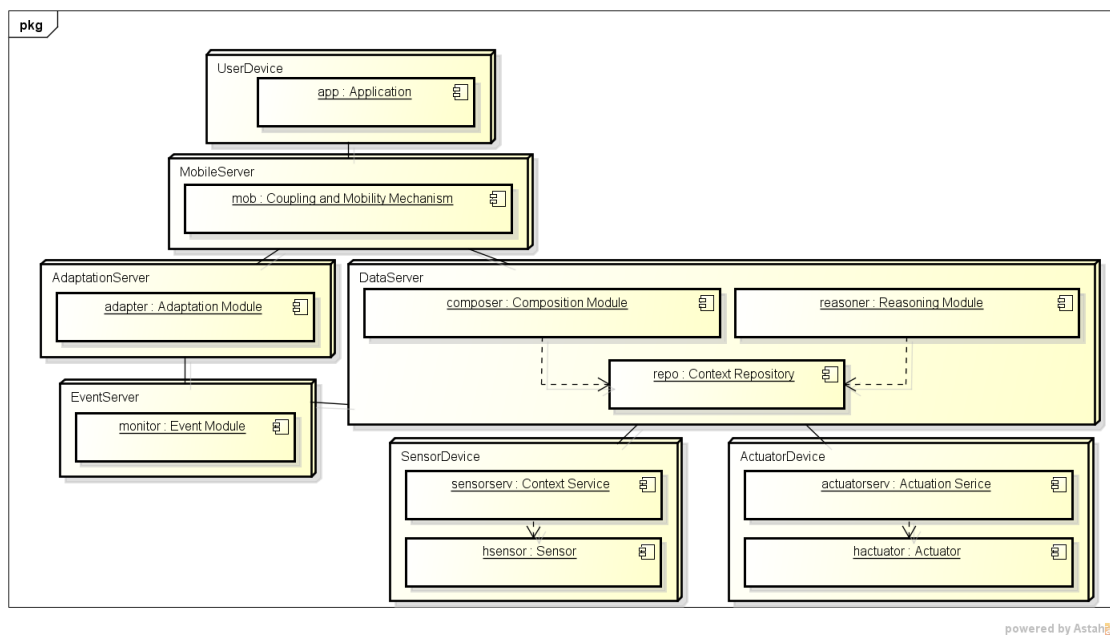 pkg
UserDevice
app : Application
MobileServer
mob : Coupling and Mobility Mechanism
AdaptationServer
adapter : Adaptation Module
DataServer
composer : Composition Module
reasoner : Reasoning Module
repo : Context Repository
EventServer
monitor : Event Module
SensorDevice
sensorserv : Context Service
hsensor : Sensor
ActuatorDevice
actuatorserv : Actuation Serice
hactuator : Actuator
powered by Astah